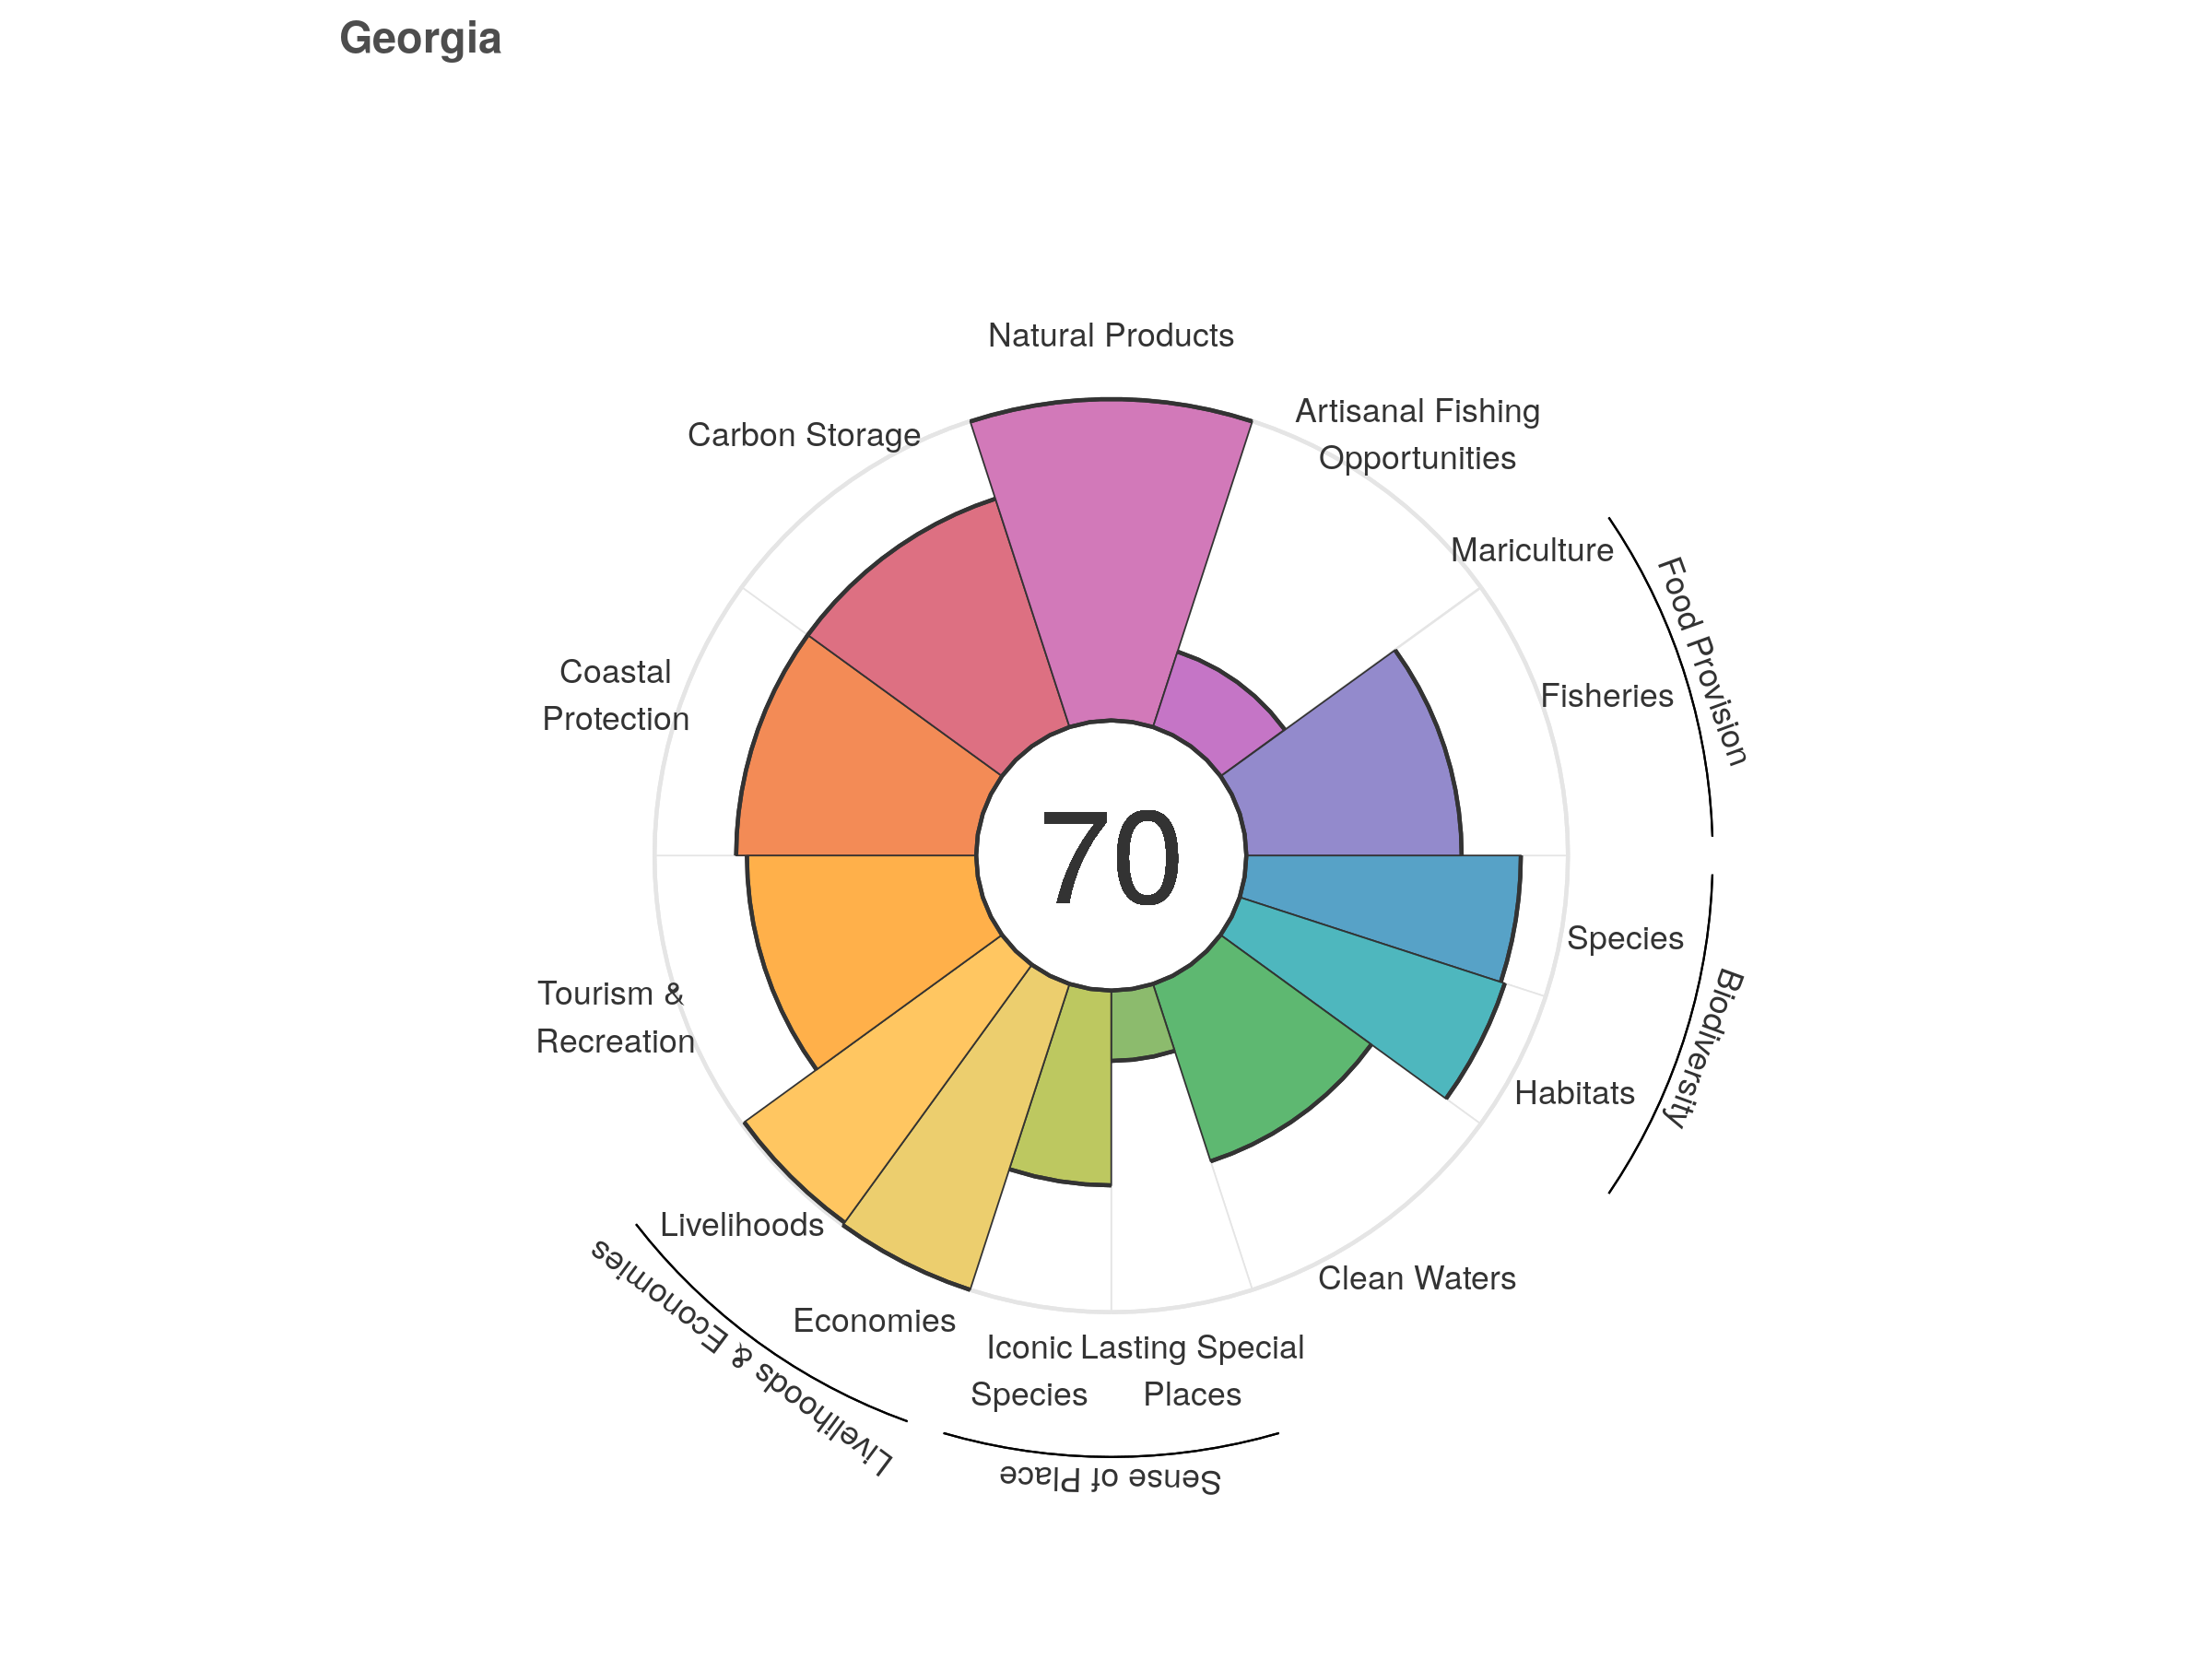 Georgia
Natural Products
Artisanal Fishing
Opportunities
Carbon Storage
Mariculture
Food Provision
Fisheries
Coastal
Protection
70
Species
Biodiversity
Tourism &
Recreation
Habitats
Livelihoods
Clean Waters
Economies
Livelihoods & Economies
Iconic
Species
Lasting Special
Places
Sense of Place